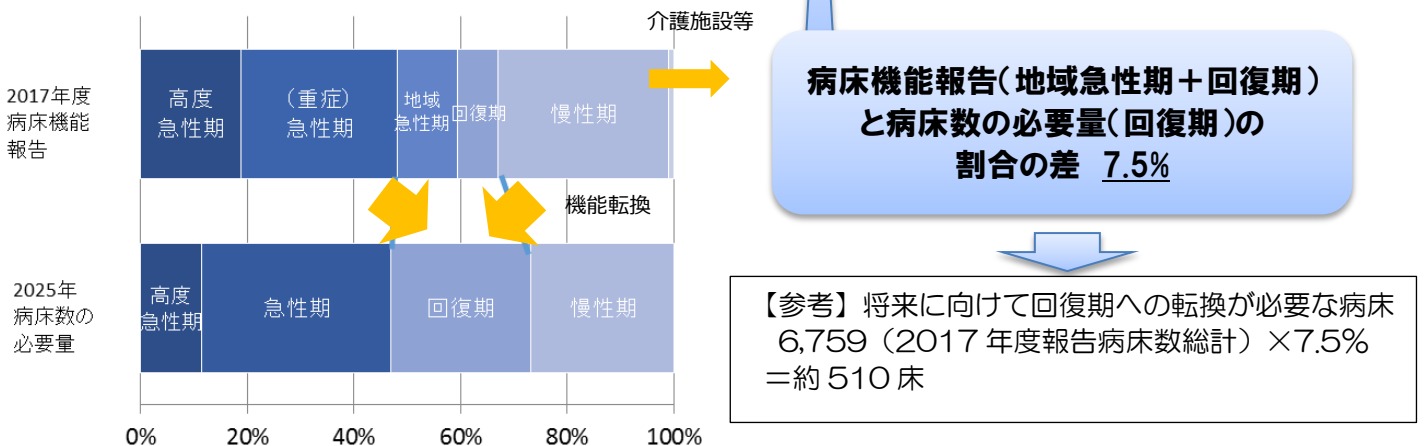 介護施設等
2017年度
病床機能
報告
高度
急性期
（重症）
急性期
地域
急性期
回復期
慢性期
機能転換
2025年
病床数の
必要量
高度
急性期
急性期
回復期
慢性期
0%
20%
40%
60%
80%
100%
病床機能報告（地域急性期＋回復期）
と病床数の必要量（回復期）の
割合の差 7.5%
【参考】将来に向けて回復期への転換が必要な病床
6,759（2017年度報告病床数総計）×7.5%
＝約510床